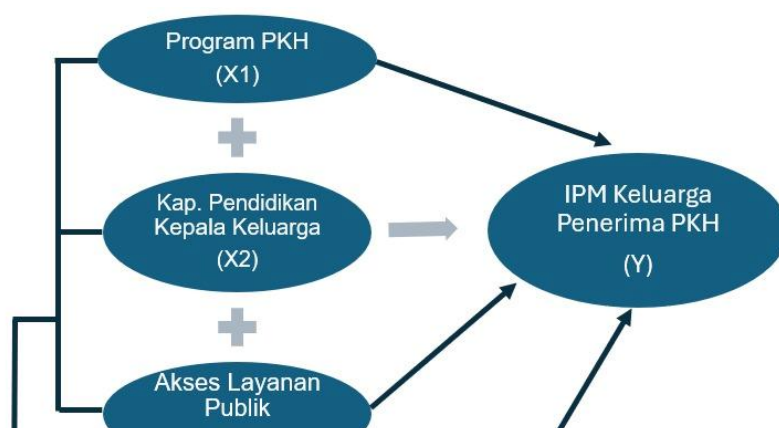 Program PKH
(X1)
Kap. Pendidikan
Kepala Keluarga
(X2)
IPM Keluarga
Penerima PKH
(Y)
Akses Layanan
Publik